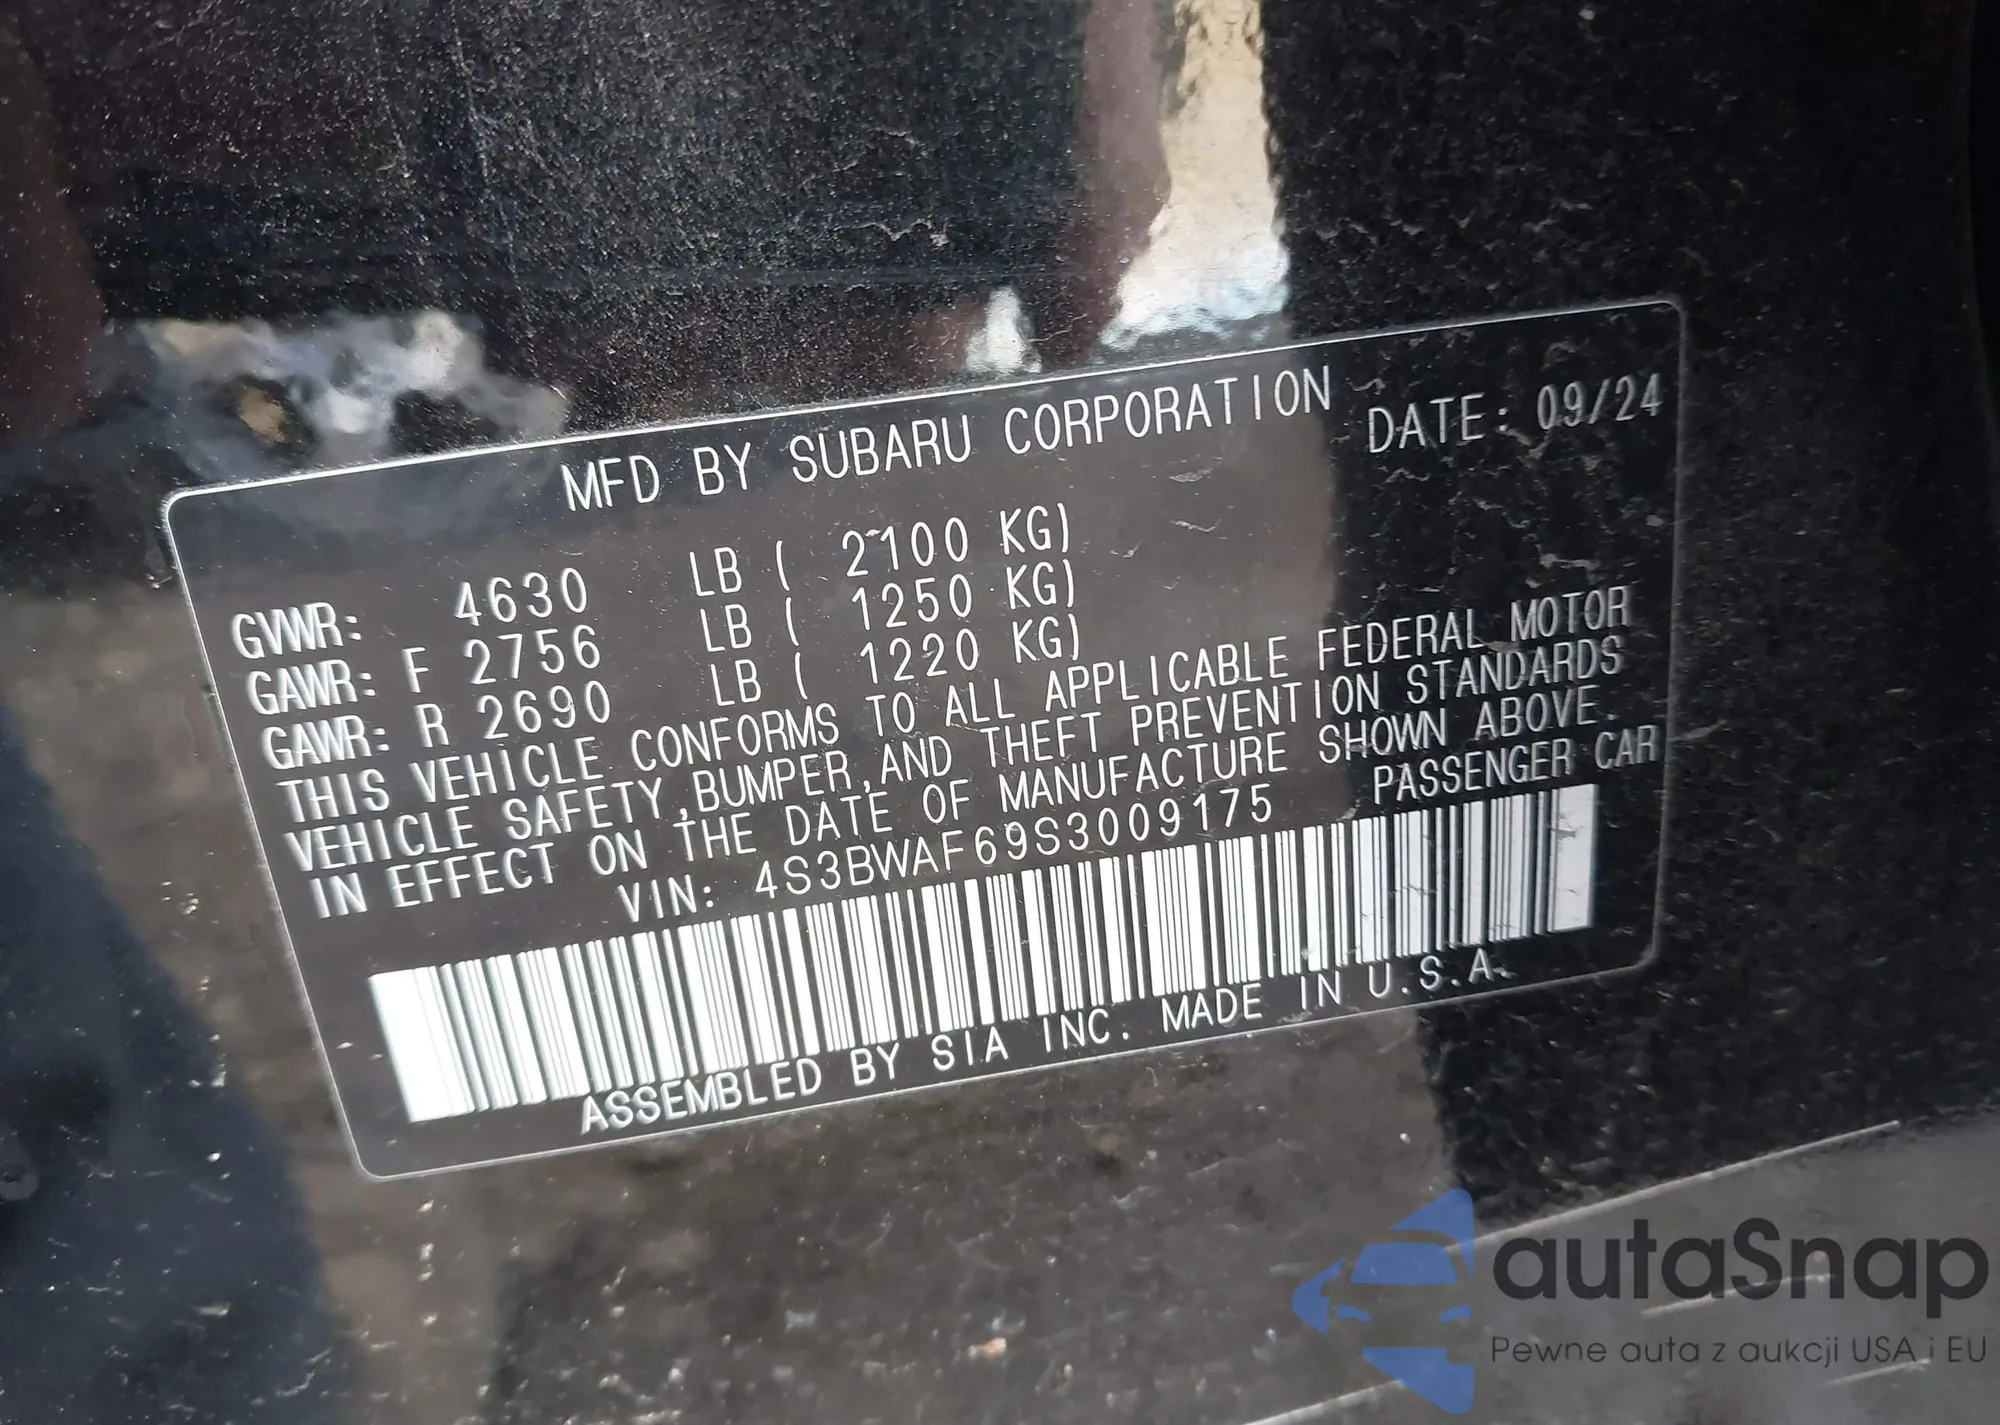 MFD BY SUBARU CORPORATION DATE: 09/24
GVWR: 4630 LB ( 2100 KG)
GAWR: F 2756 LB ( 1250 KG)
GAWR: R 2690 LB ( 1220 KG)
THIS VEHICLE CONFORMS TO ALL APPLICABLE FEDERAL MOTOR
VEHICLE SAFETY,BUMPER,AND THEFT PREVENTION STANDARDS
IN EFFECT ON THE DATE OF MANUFACTURE SHOWN ABOVE.
VIN: 4S3BWAF69S3009175 PASSENGER CAR
ASSEMBLED BY SIA INC. MADE IN U.S.A.
autaSnap
Pewne auta z aukcji USA i EU